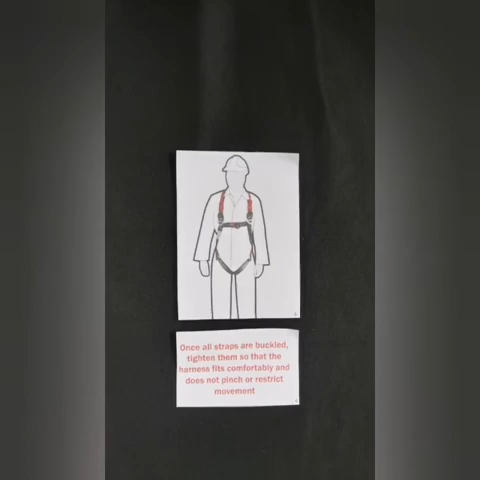 Once all straps are buckled,
tighten them so that the
harness fits comfortably and
does not pinch or restrict
movement